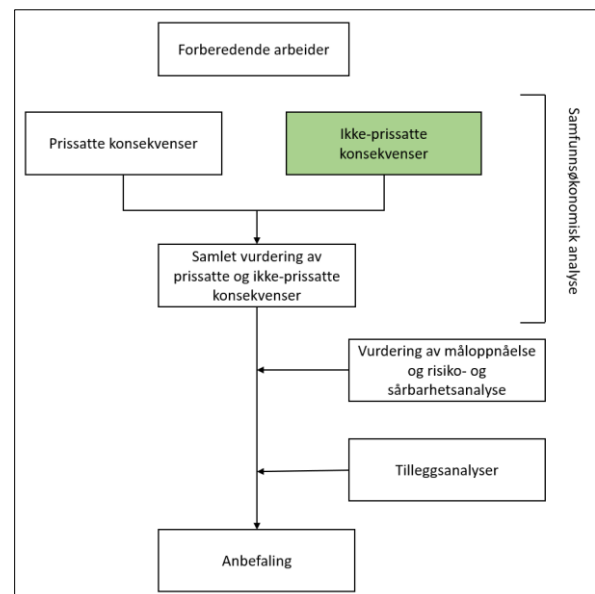 Forberedende arbeider
Prissatte konsekvenser
Ikke-prissatte
konsekvenser
Samfunnsøkonomisk analyse
Samlet vurdering av
prissatte og ikke-prissatte
konsekvenser
Vurdering av måloppnåelse
og risiko- og
sårbarhetsanalyse
Tilleggsanalyser
Anbefaling